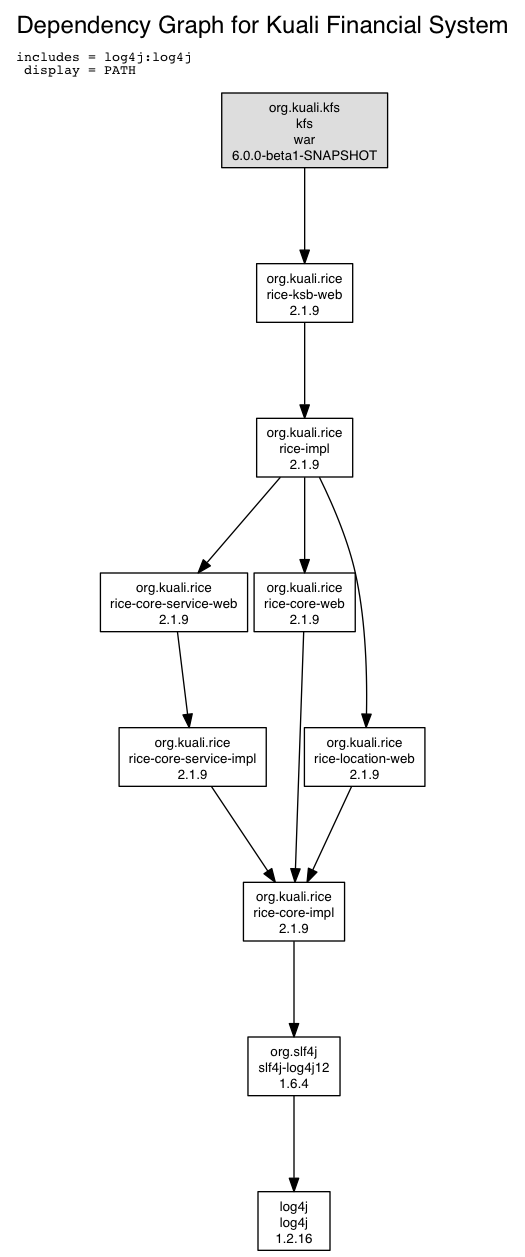 Dependency Graph for Kuali Financial System
includes = log4j:log4j
display = PATH
org.kuali.kfs
kfs
war
6.0.0-beta1-SNAPSHOT
org.kuali.rice
rice-ksb-web
2.1.9
org.kuali.rice
rice-impl
2.1.9
org.kuali.rice
rice-core-service-web
2.1.9
org.kuali.rice
rice-core-web
2.1.9
org.kuali.rice
rice-core-service-impl
2.1.9
org.kuali.rice
rice-location-web
2.1.9
org.kuali.rice
rice-core-impl
2.1.9
org.slf4j
slf4j-log4j12
1.6.4
log4j
log4j
1.2.16